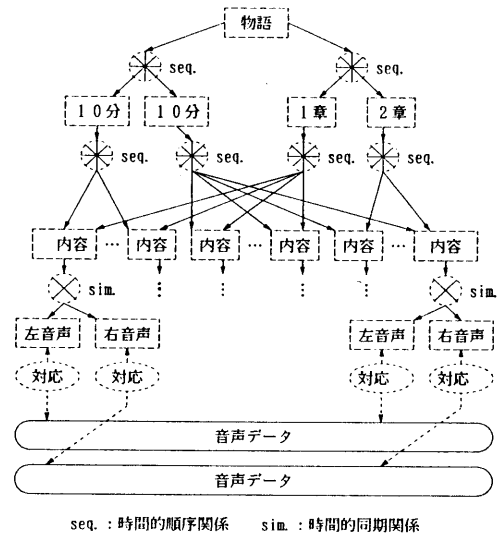 物語
seq. seq.
10分 10分 1章 2章
seq. seq. seq. seq.
内容 … 内容 内容 … 内容 内容 … 内容
sim. ⋮ ⋮ ⋮ ⋮ sim.
左音声 右音声 左音声 右音声
対応 対応 対応 対応
音声データ
音声データ
seq. : 時間的順序関係 sim. : 時間的同期関係